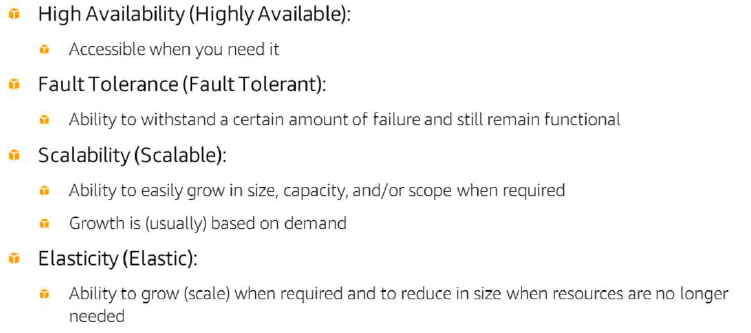 High Availability (Highly Available):
Accessible when you need it
Fault Tolerance (Fault Tolerant):
Ability to withstand a certain amount of failure and still remain functional
Scalability (Scalable):
Ability to easily grow in size, capacity, and/or scope when required
Growth is (usually) based on demand
Elasticity (Elastic):
Ability to grow (scale) when required and to reduce in size when resources are no longer
needed